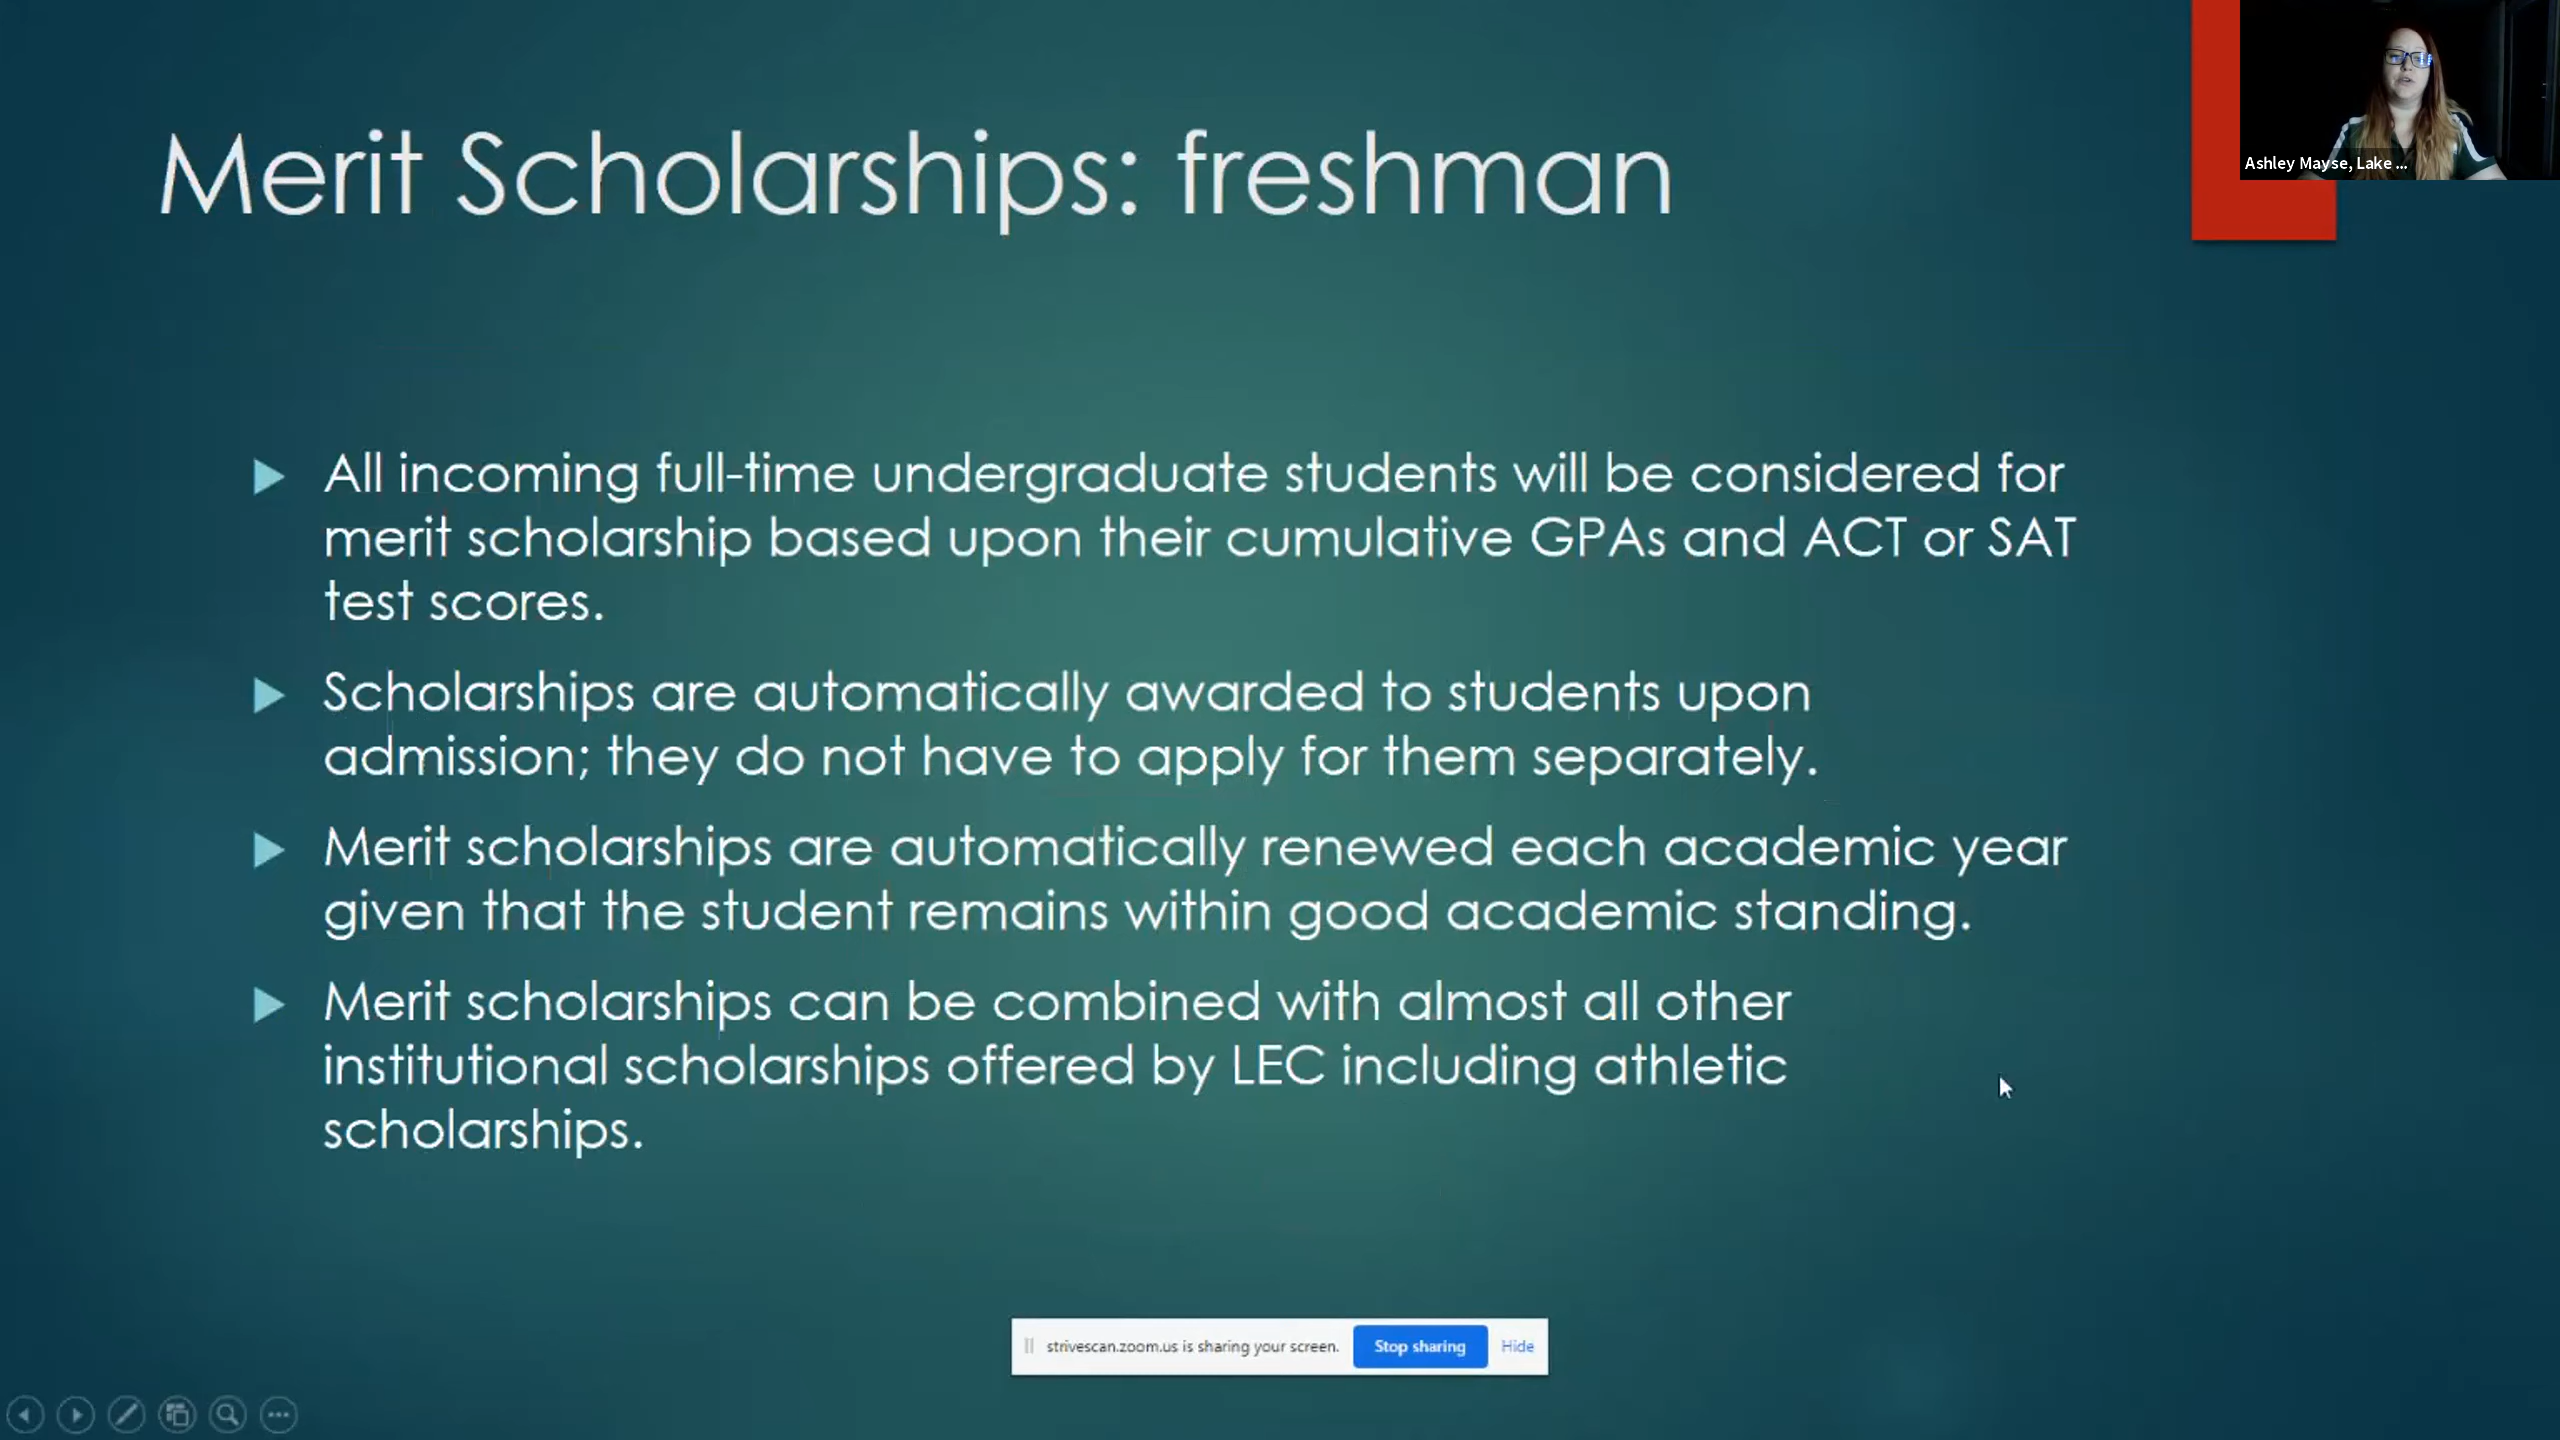 Merit Scholarships: freshman
Ashley Mayse, Lake ...
All incoming full-time undergraduate students will be considered for
merit scholarship based upon their cumulative GPAs and ACT or SAT
test scores.
Scholarships are automatically awarded to students upon
admission; they do not have to apply for them separately.
Merit scholarships are automatically renewed each academic year
given that the student remains within good academic standing.
Merit scholarships can be combined with almost all other
institutional scholarships offered by LEC including athletic
scholarships.
strivescan.zoom.us is sharing your screen. Stop sharing Hide